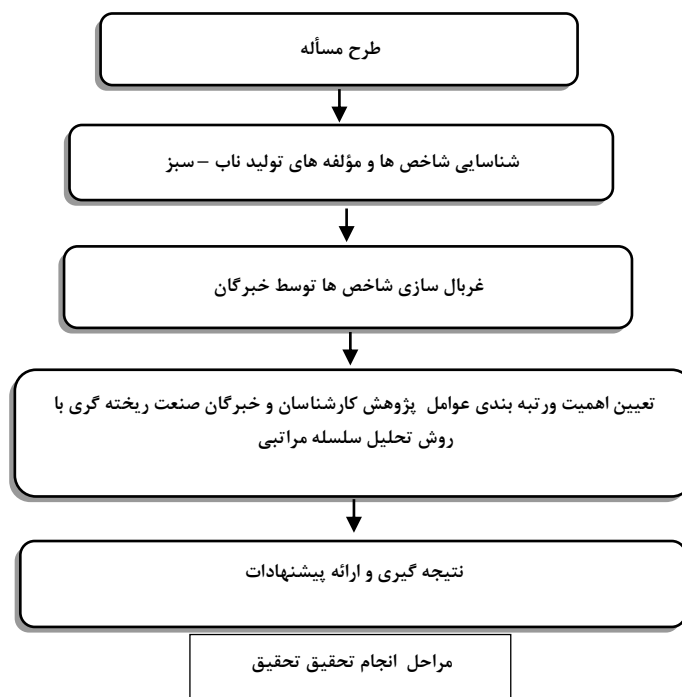 طرح مسأله
شناسایی شاخص ها و مؤلفه های تولید ناب – سبز
غربال سازی شاخص ها توسط خبرگان
تعیین اهمیت ورتبه بندی عوامل پژوهش کارشناسان و خبرگان صنعت ریخته گری با
روش تحلیل سلسله مراتبی
نتیجه گیری و ارائه پیشنهادات
مراحل انجام تحقیق تحقیق